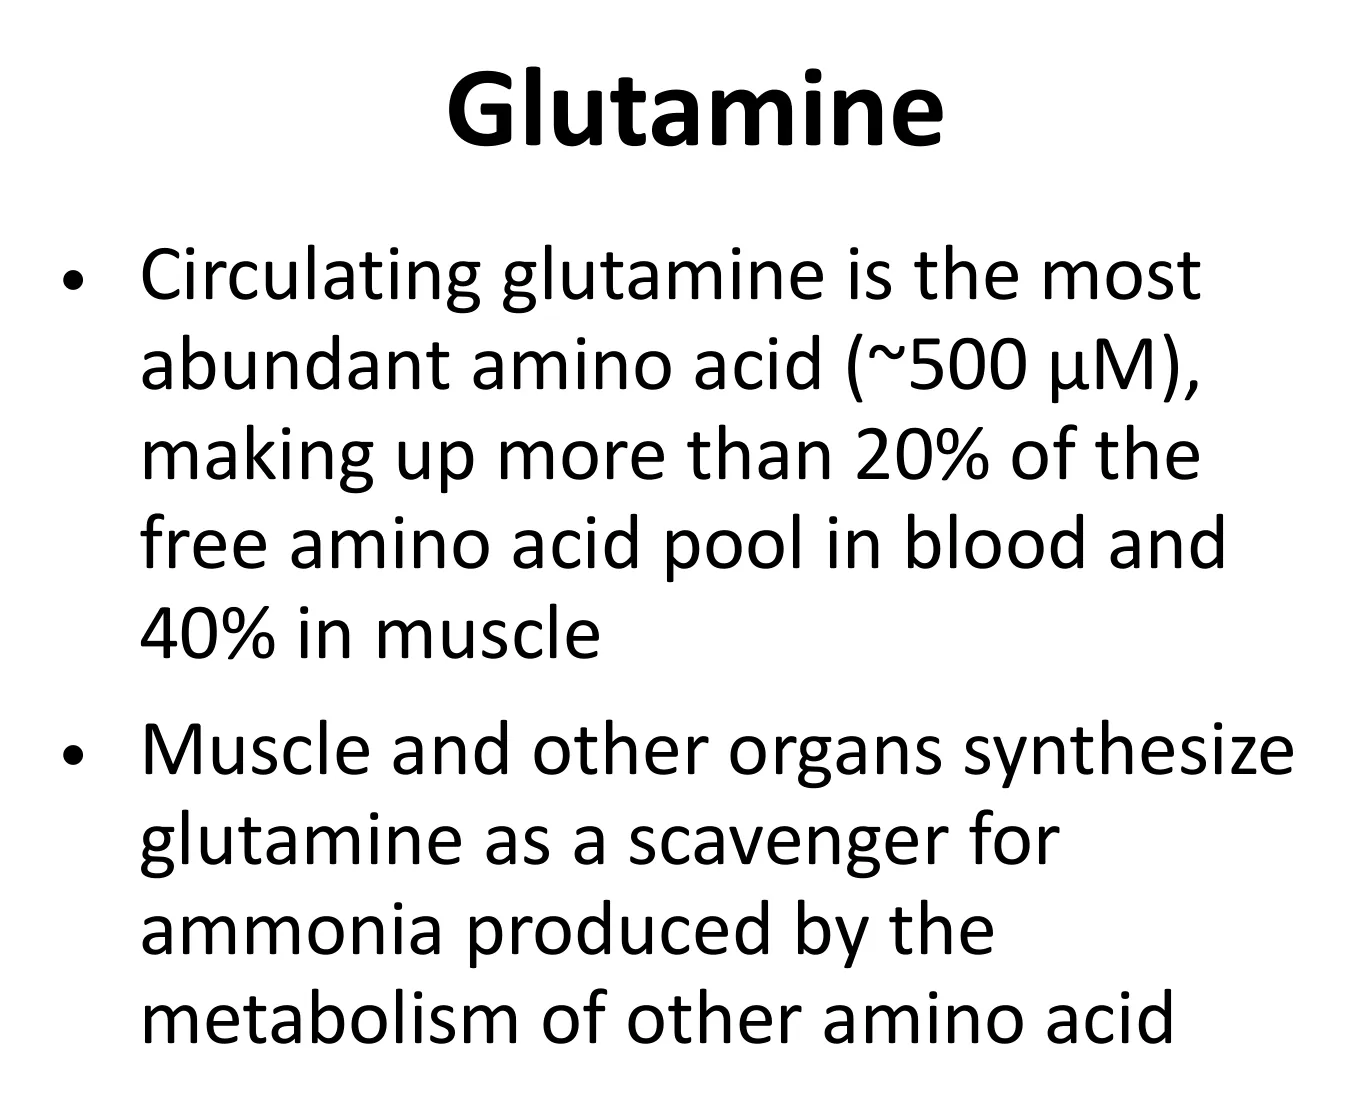 Glutamine
• Circulating glutamine is the most
abundant amino acid (~500 µM),
making up more than 20% of the
free amino acid pool in blood and
40% in muscle
• Muscle and other organs synthesize
glutamine as a scavenger for
ammonia produced by the
metabolism of other amino acid